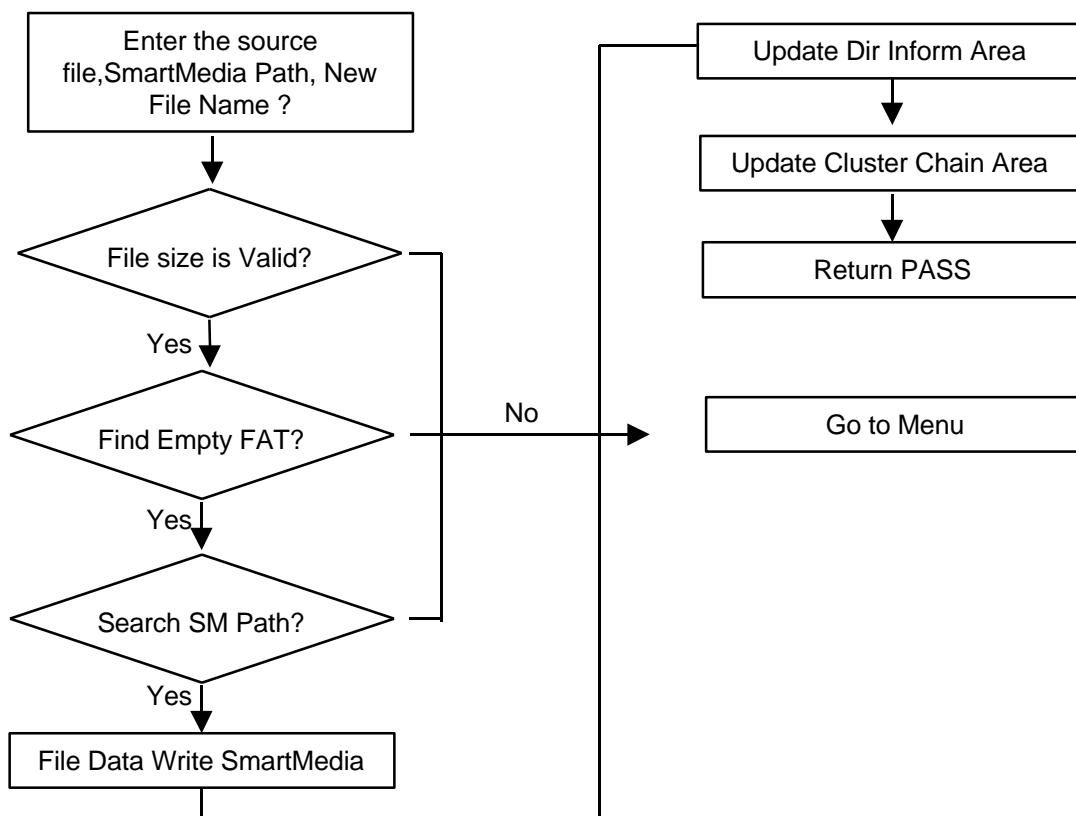 Enter the source
file,SmartMedia Path, New
File Name ?
File size is Valid?
Yes
Find Empty FAT?
Yes
Search SM Path?
Yes
File Data Write SmartMedia
No
Update Dir Inform Area
Update Cluster Chain Area
Return PASS
Go to Menu